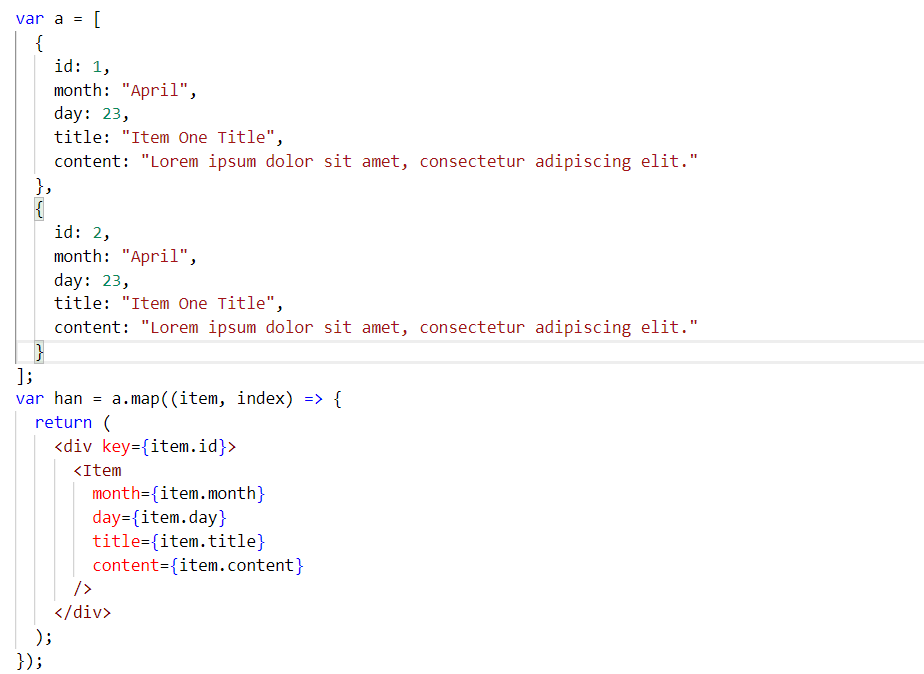 var a = [
  {
    id: 1,
    month: "April",
    day: 23,
    title: "Item One Title",
    content: "Lorem ipsum dolor sit amet, consectetur adipiscing elit."
  },
  {
    id: 2,
    month: "April",
    day: 23,
    title: "Item One Title",
    content: "Lorem ipsum dolor sit amet, consectetur adipiscing elit."
  }
];
var han = a.map((item, index) => {
  return (
    <div key={item.id}>
      <Item
        month={item.month}
        day={item.day}
        title={item.title}
        content={item.content}
      />
    </div>
  );
});